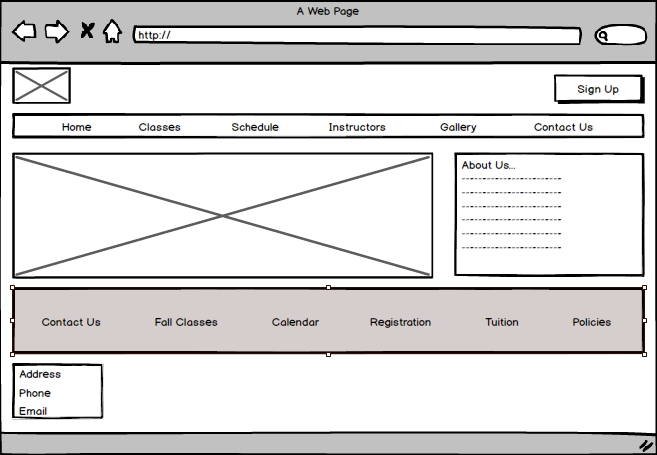 A Web Page
http://
Sign Up
Home Classes Schedule Instructors Gallery Contact Us
About Us...
Contact Us Fall Classes Calendar Registration Tuition Policies
Address
Phone
Email